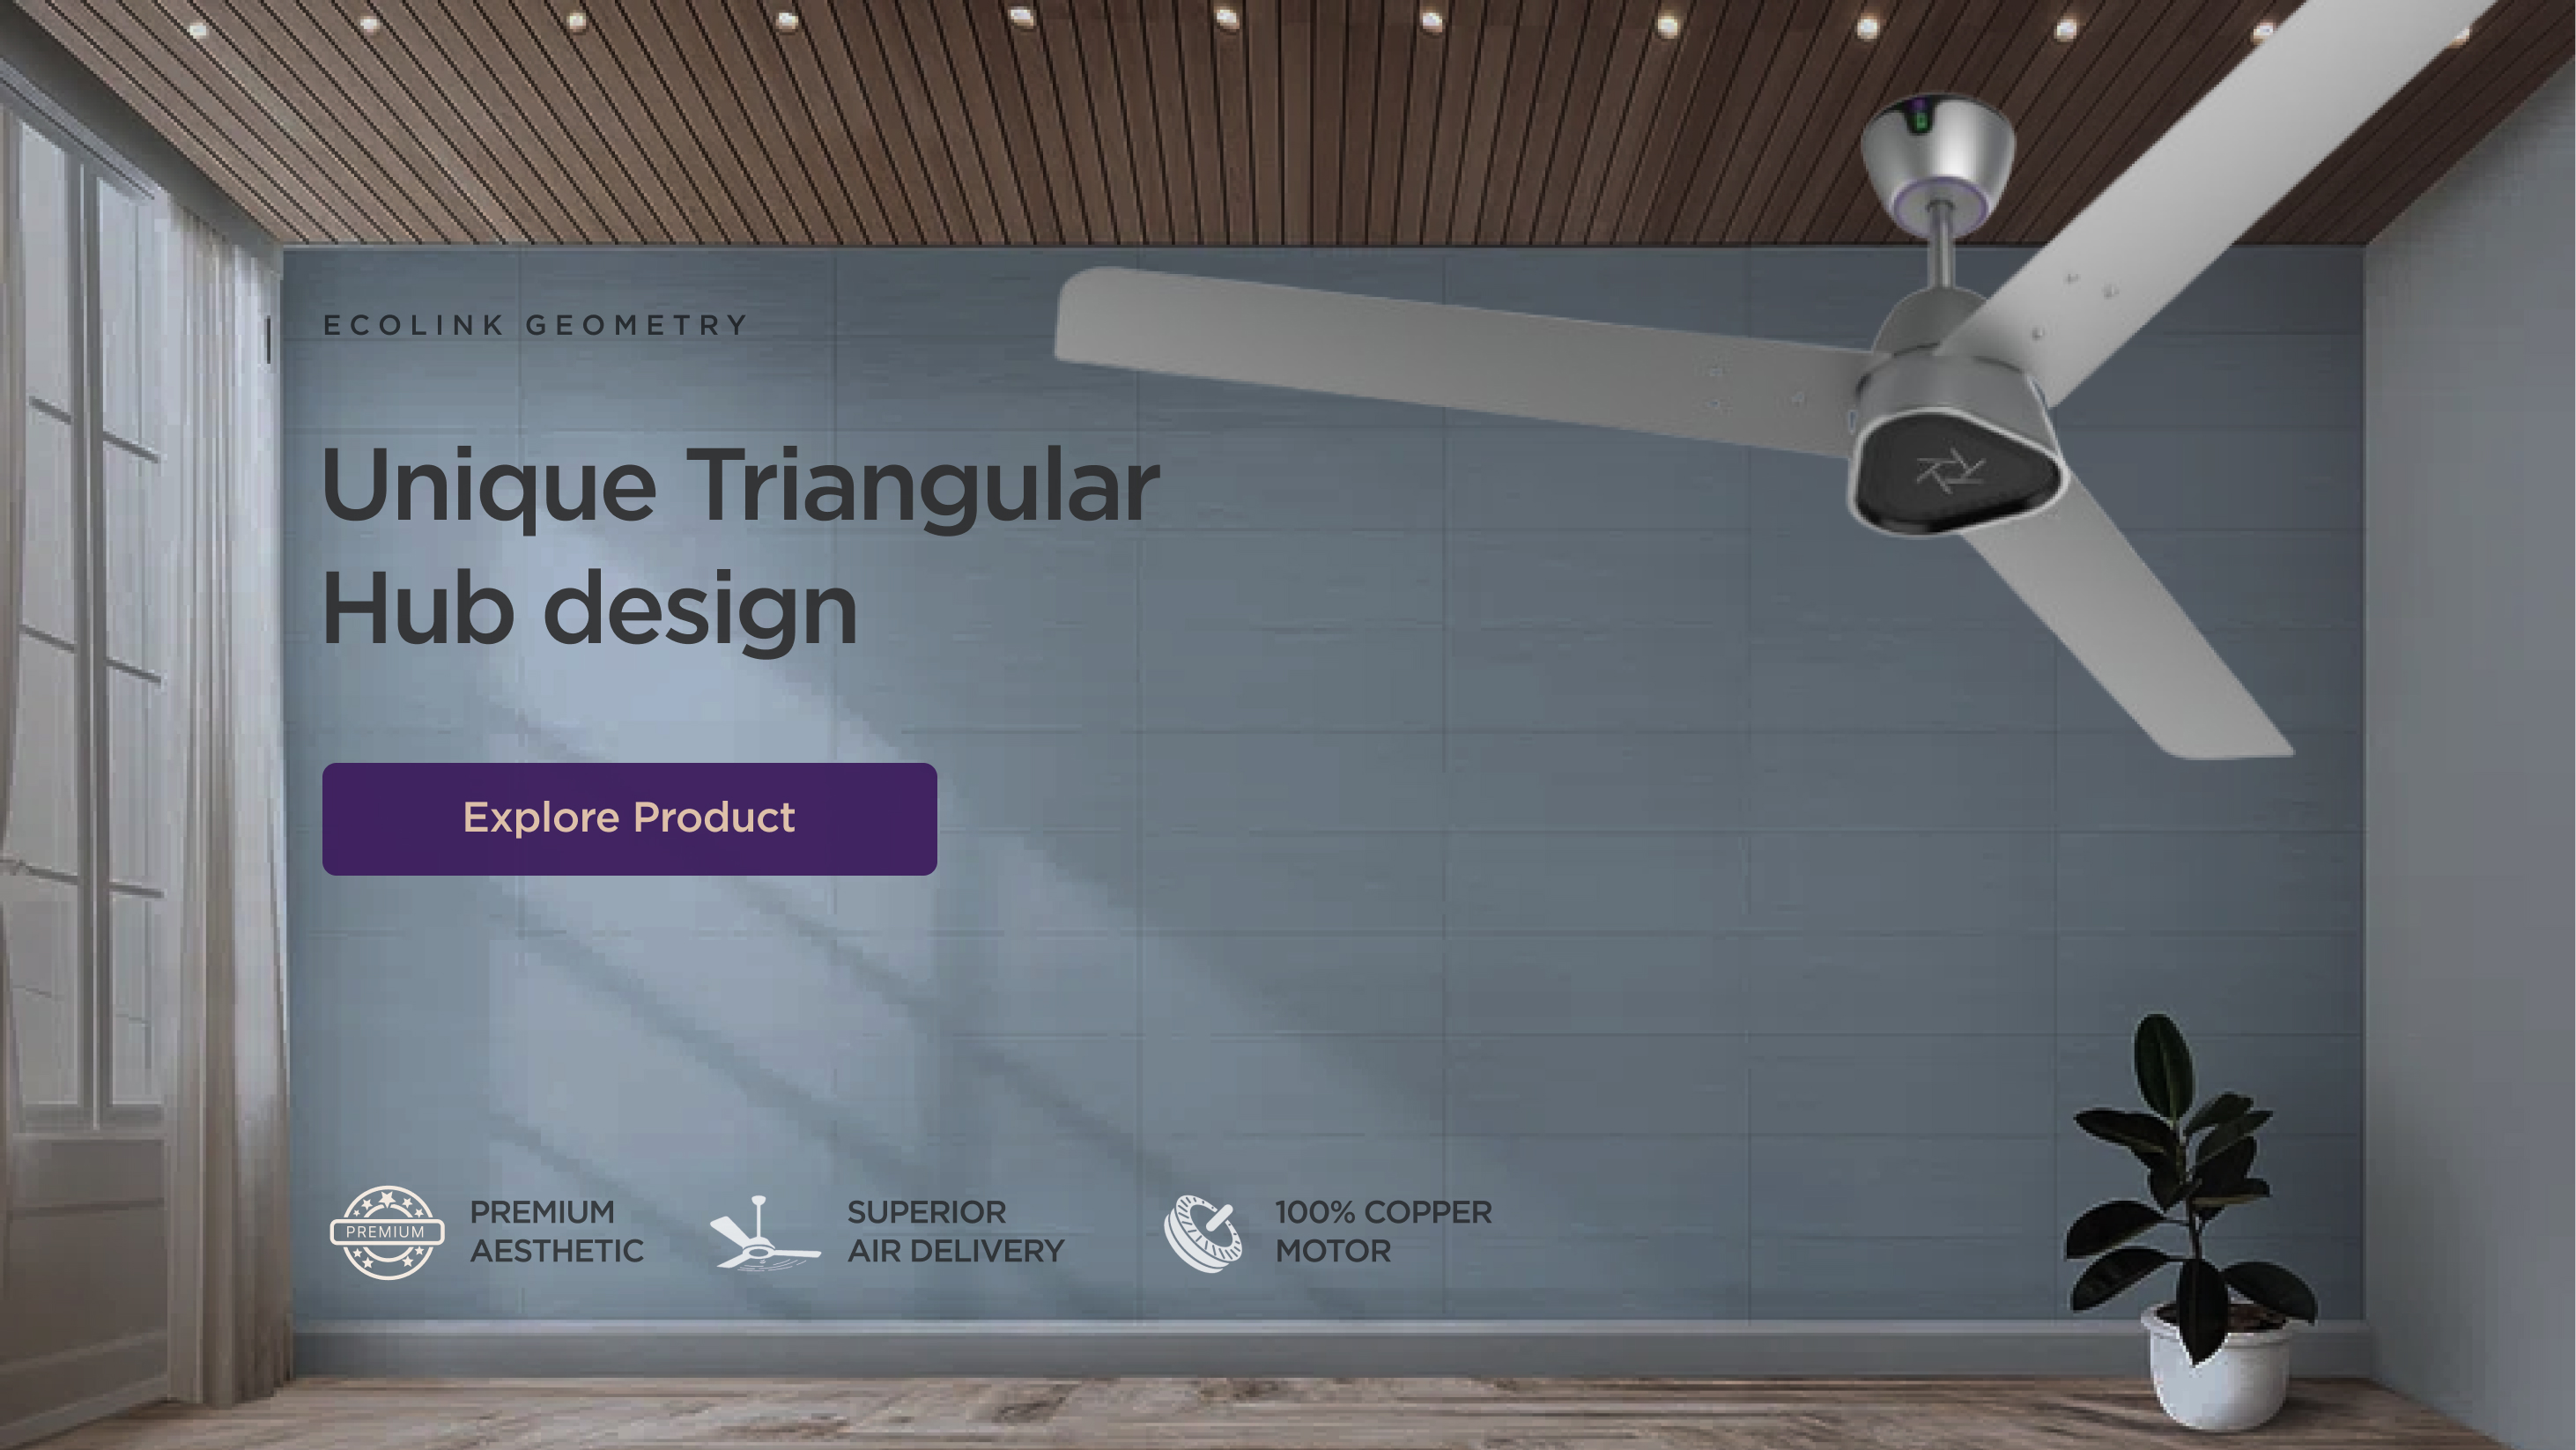 ECOLINK GEOMETRY
Unique Triangular
Hub design
Explore Product
PREMIUM
PREMIUM
AESTHETIC
SUPERIOR
AIR DELIVERY
100% COPPER
MOTOR